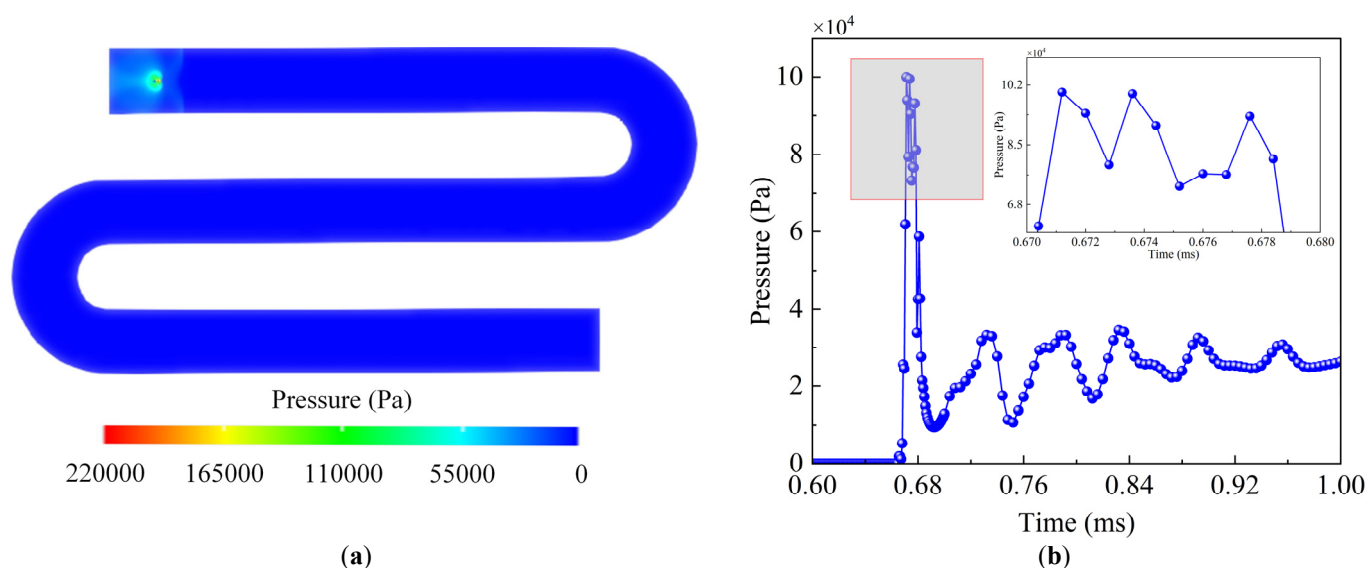 Pressure (Pa)
220000 165000 110000 55000 0
(a)
×10⁴
10
8
6
4
2
0
Pressure (Pa)
0.60 0.68 0.76 0.84 0.92 1.00
Time (ms)
×10⁴
10.2
8.5
6.8
Pressure (Pa)
0.670 0.672 0.674 0.676 0.678 0.680
Time (ms)
(b)